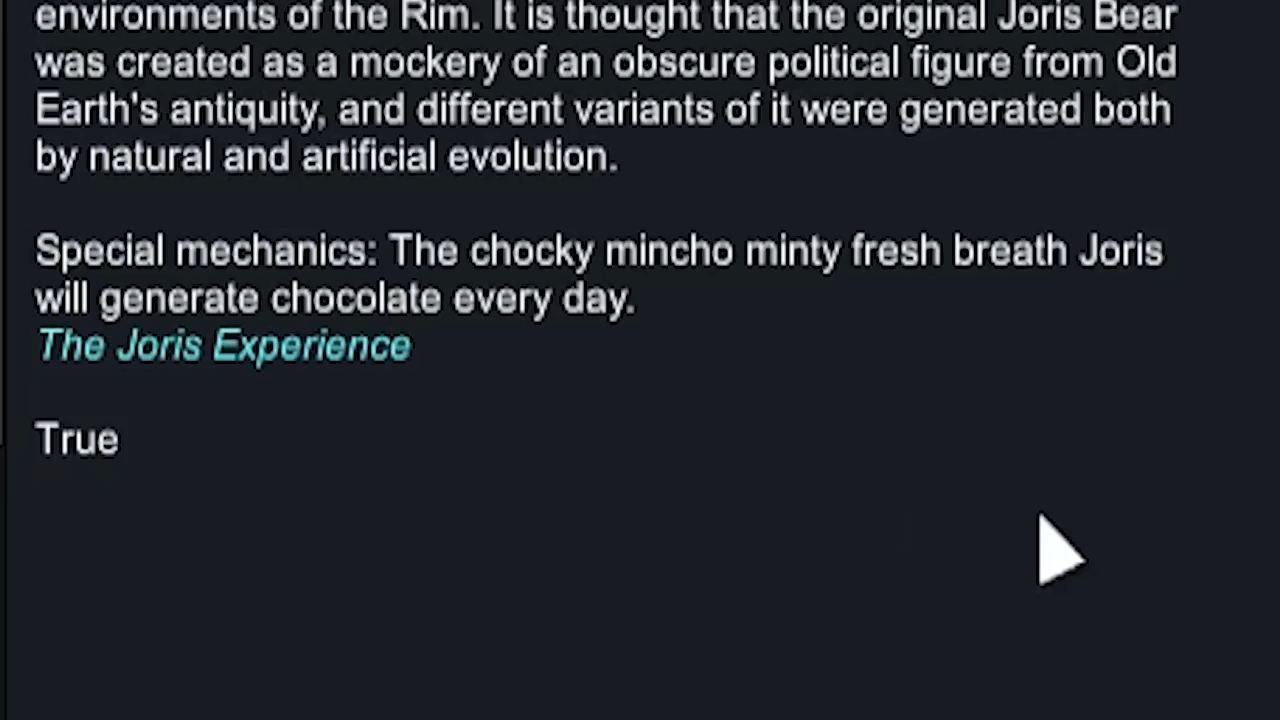 environments of the Rim. It is thought that the original Joris Bear
was created as a mockery of an obscure political figure from Old
Earth's antiquity, and different variants of it were generated both
by natural and artificial evolution.
Special mechanics: The chocky mincho minty fresh breath Joris
will generate chocolate every day.
The Joris Experience
True